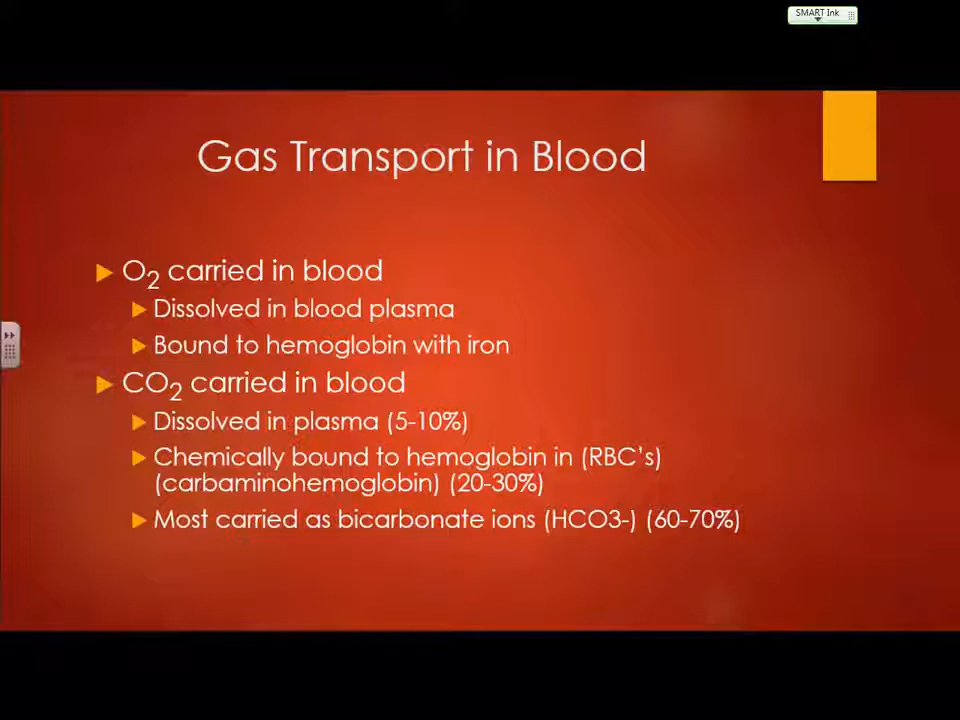 SMART Ink
Gas Transport in Blood
O2 carried in blood
Dissolved in blood plasma
Bound to hemoglobin with iron
CO2 carried in blood
Dissolved in plasma (5-10%)
Chemically bound to hemoglobin in (RBC's)
(carbaminohemoglobin) (20-30%)
Most carried as bicarbonate ions (HCO3-) (60-70%)